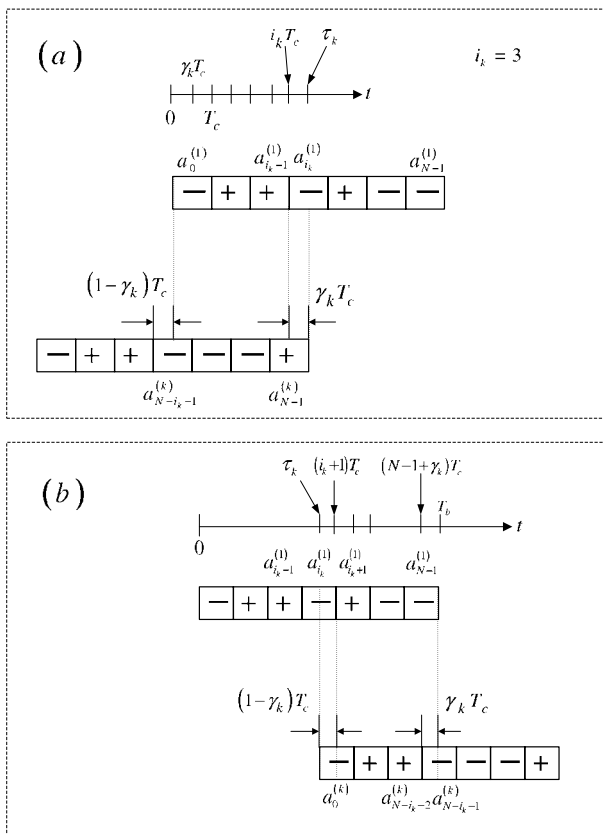 (a)
i_k T_c τ_k
i_k = 3
γ_k T_c
t
0 T_c
a_0^{(1)} a_{i_k-1}^{(1)} a_{i_k}^{(1)} a_{N-1}^{(1)}
− + + − + − −
(1−γ_k)T_c γ_k T_c
− + + − − − +
a_{N-i_k-1}^{(k)} a_{N-1}^{(k)}
(b)
τ_k (i_k+1)T_c (N−1+γ_k)T_c
T_b
0 t
a_{i_k-1}^{(1)} a_{i_k}^{(1)} a_{i_k+1}^{(1)} a_{N-1}^{(1)}
− + + − + − −
(1−γ_k)T_c γ_k T_c
− + + − − − +
a_0^{(k)} a_{N-i_k-2}^{(k)} a_{N-i_k-1}^{(k)}